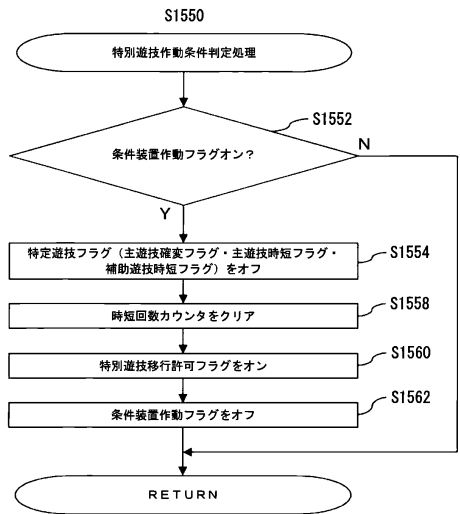 S1550
特別遊技作動条件判定処理
S1552
条件装置作動フラグオン？
N
Y
特定遊技フラグ（主遊技確変フラグ・主遊技時短フラグ・
補助遊技時短フラグ）をオフ
S1554
時短回数カウンタをクリア
S1558
特別遊技移行許可フラグをオン
S1560
条件装置作動フラグをオフ
S1562
RETURN